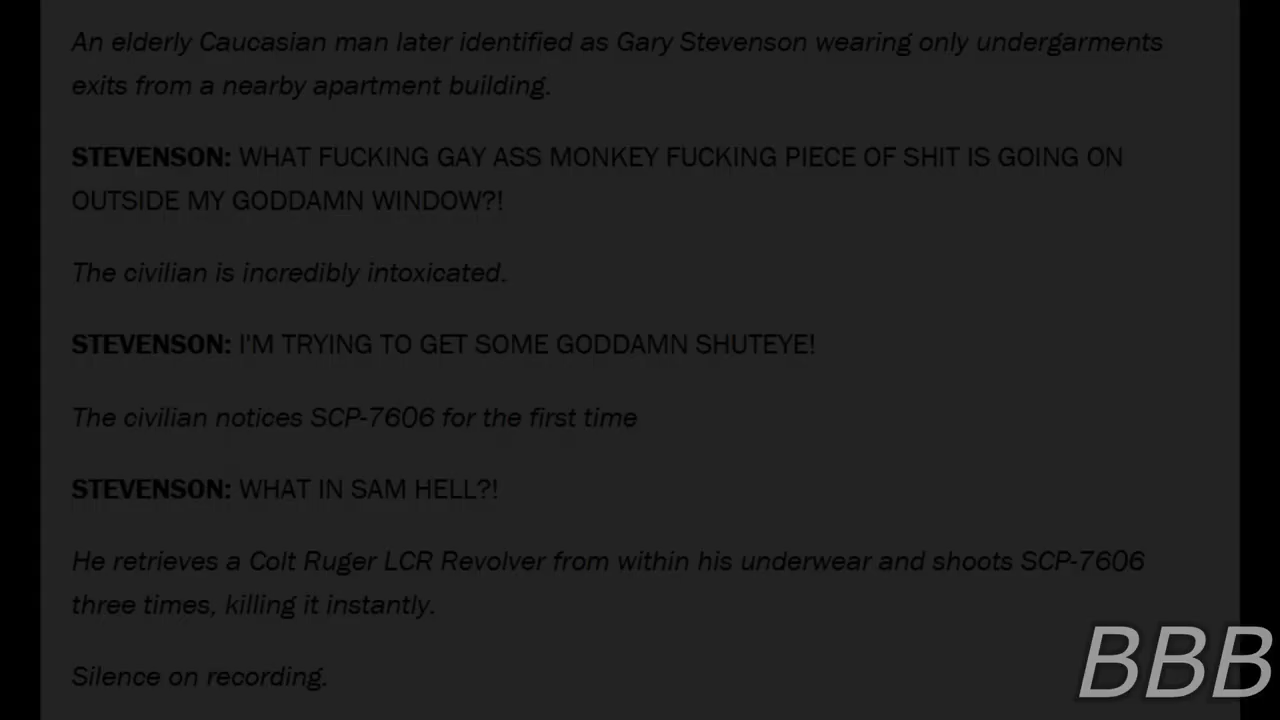 An elderly Caucasian man later identified as Gary Stevenson wearing only undergarments
exits from a nearby apartment building.
STEVENSON: WHAT FUCKING GAY ASS MONKEY FUCKING PIECE OF SHIT IS GOING ON
OUTSIDE MY GODDAMN WINDOW?!
The civilian is incredibly intoxicated.
STEVENSON: I'M TRYING TO GET SOME GODDAMN SHUTEYE!
The civilian notices SCP-7606 for the first time
STEVENSON: WHAT IN SAM HELL?!
He retrieves a Colt Ruger LCR Revolver from within his underwear and shoots SCP-7606
three times, killing it instantly.
Silence on recording.
BBB